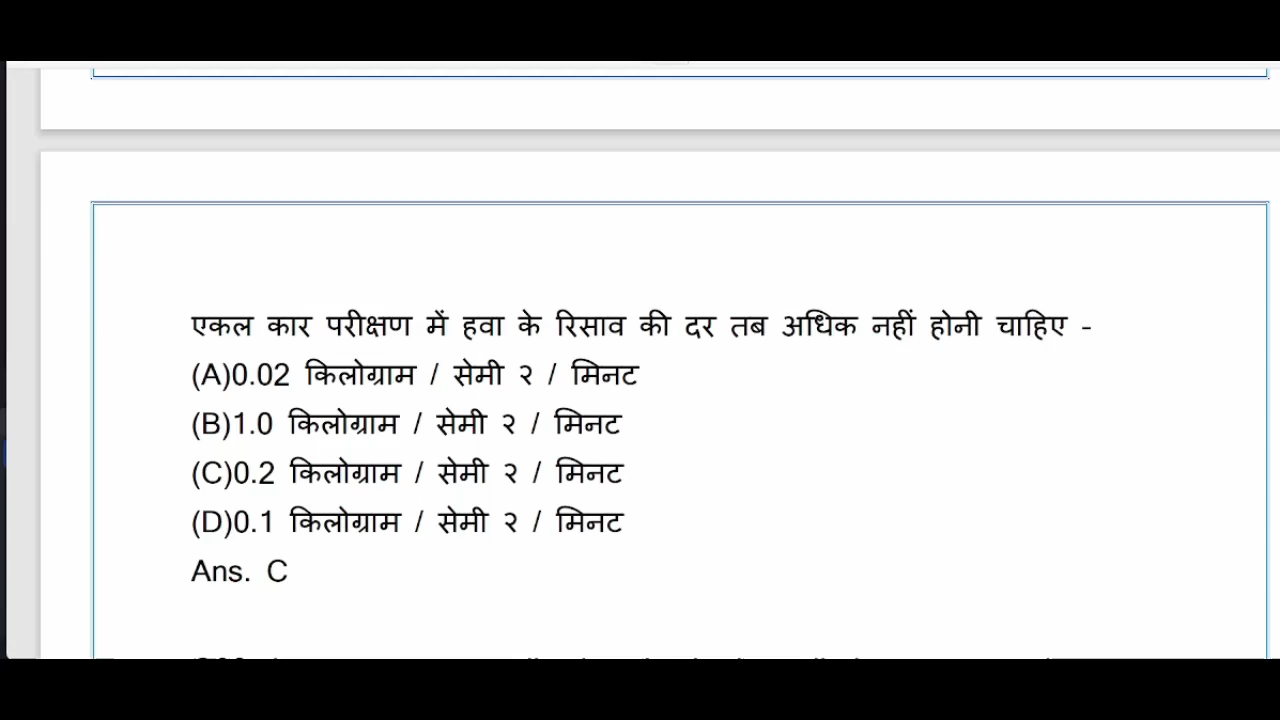 एकल कार परीक्षण में हवा के रिसाव की दर तब अधिक नहीं होनी चाहिए -
(A)0.02 किलोग्राम / सेमी २ / मिनट
(B)1.0 किलोग्राम / सेमी २ / मिनट
(C)0.2 किलोग्राम / सेमी २ / मिनट
(D)0.1 किलोग्राम / सेमी २ / मिनट
Ans. C